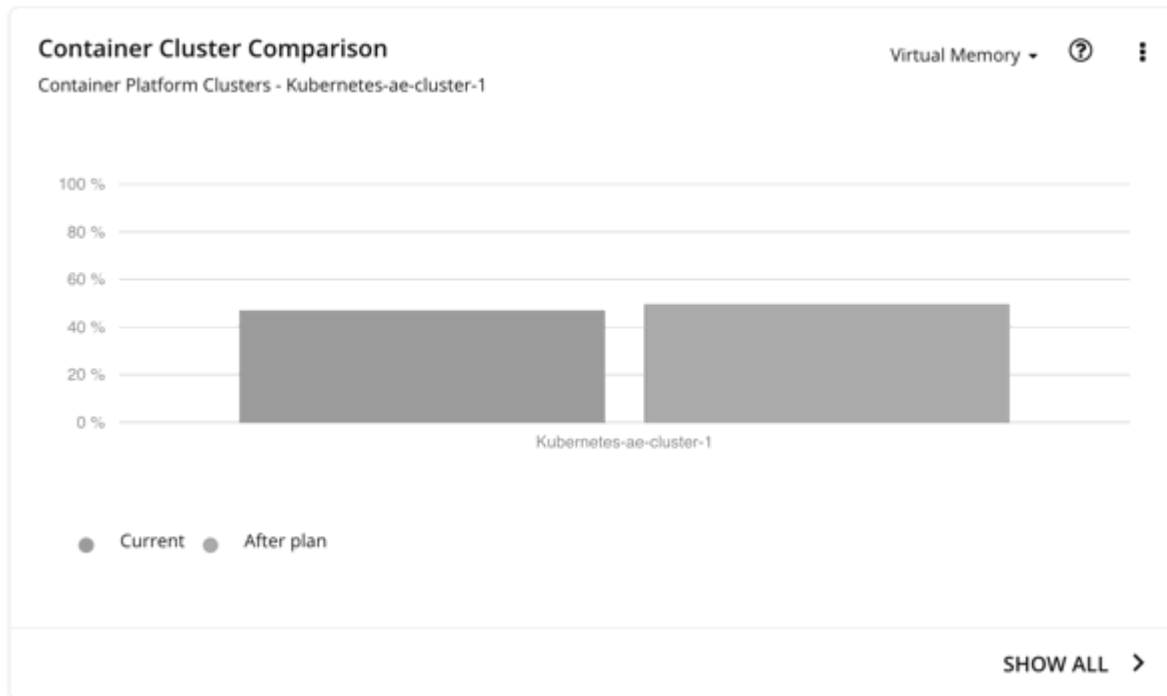 Container Cluster Comparison
Virtual Memory
Container Platform Clusters - Kubernetes-ae-cluster-1
100 %
80 %
60 %
40 %
20 %
0 %
Kubernetes-ae-cluster-1
Current After plan
SHOW ALL